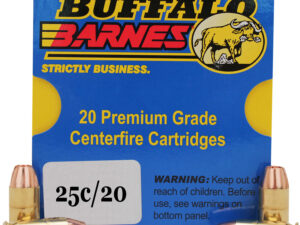 BUFFALO
BARNES
STRICTLY BUSINESS.
20 Premium Grade
Centerfire Cartridges
25c/20
WARNING: Keep out of
reach of children. Before
use, see warnings on
bottom panel.